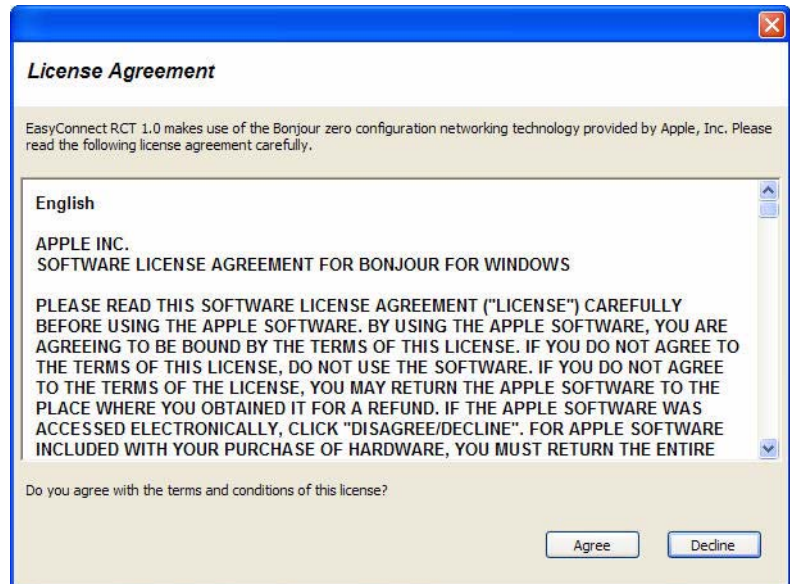 License Agreement
EasyConnect RCT 1.0 makes use of the Bonjour zero configuration networking technology provided by Apple, Inc. Please
read the following license agreement carefully.
English
APPLE INC.
SOFTWARE LICENSE AGREEMENT FOR BONJOUR FOR WINDOWS
PLEASE READ THIS SOFTWARE LICENSE AGREEMENT ("LICENSE") CAREFULLY
BEFORE USING THE APPLE SOFTWARE. BY USING THE APPLE SOFTWARE, YOU ARE
AGREEING TO BE BOUND BY THE TERMS OF THIS LICENSE. IF YOU DO NOT AGREE TO
THE TERMS OF THIS LICENSE, DO NOT USE THE SOFTWARE. IF YOU DO NOT AGREE
TO THE TERMS OF THE LICENSE, YOU MAY RETURN THE APPLE SOFTWARE TO THE
PLACE WHERE YOU OBTAINED IT FOR A REFUND. IF THE APPLE SOFTWARE WAS
ACCESSED ELECTRONICALLY, CLICK "DISAGREE/DECLINE". FOR APPLE SOFTWARE
INCLUDED WITH YOUR PURCHASE OF HARDWARE, YOU MUST RETURN THE ENTIRE
Do you agree with the terms and conditions of this license?
Agree
Decline